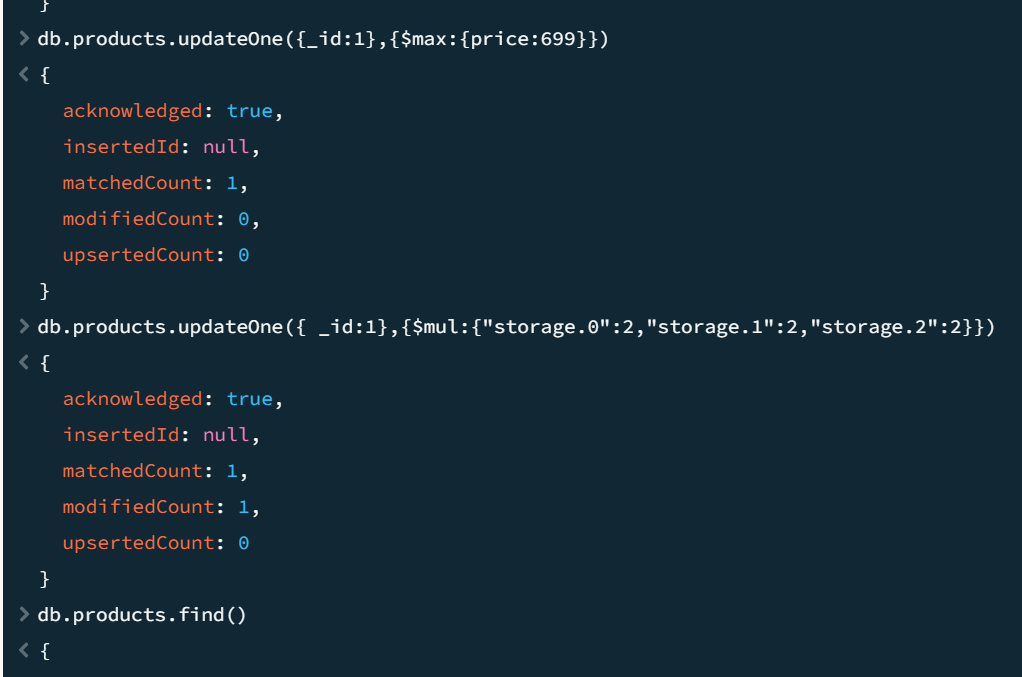 }
> db.products.updateOne({_id:1},{$max:{price:699}})
< {
acknowledged: true,
insertedId: null,
matchedCount: 1,
modifiedCount: 0,
upsertedCount: 0
}
> db.products.updateOne({ _id:1},{$mul:{"storage.0":2,"storage.1":2,"storage.2":2}})
< {
acknowledged: true,
insertedId: null,
matchedCount: 1,
modifiedCount: 1,
upsertedCount: 0
}
> db.products.find()
< {